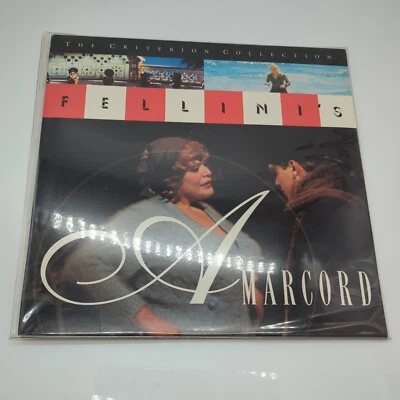 THE CRITERION COLLECTION
FELLINI'S
AMARCORD